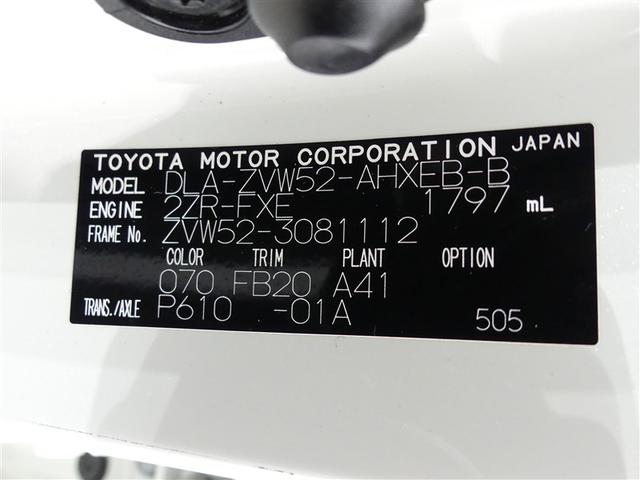 TOYOTA MOTOR CORPORATION JAPAN
MODEL DLA-ZVW52-AHXEB-B
ENGINE 2ZR-FXE 1797 mL
FRAME No. ZVW52-3081112
COLOR TRIM PLANT OPTION
070 FB20 A41
TRANS./AXLE P610 -01A 505